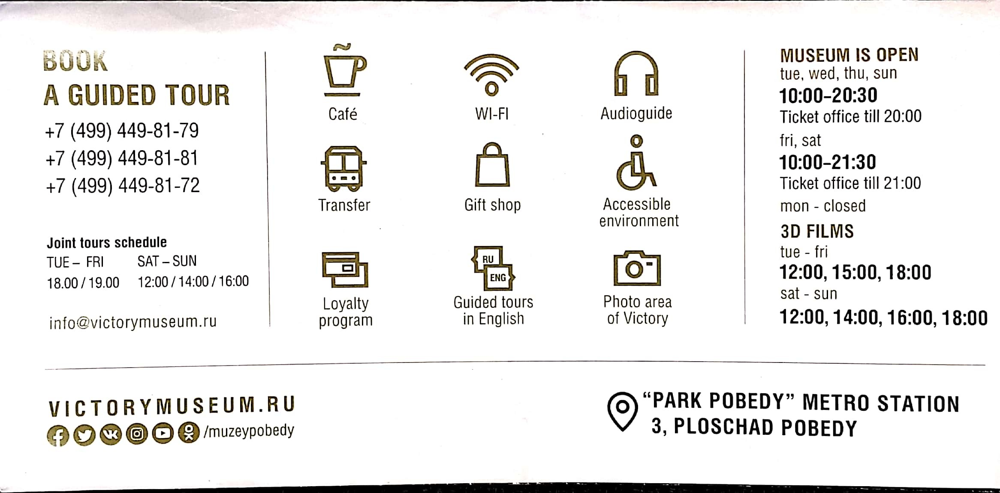 BOOK
A GUIDED TOUR
+7 (499) 449-81-79
+7 (499) 449-81-81
+7 (499) 449-81-72
Joint tours schedule
TUE – FRI SAT – SUN
18.00 / 19.00 12:00 / 14:00 / 16:00
info@victorymuseum.ru
Café
WI-FI
Audioguide
Transfer
Gift shop
Accessible
environment
Loyalty
program
RU
ENG
Guided tours
in English
Photo area
of Victory
MUSEUM IS OPEN
tue, wed, thu, sun
10:00–20:30
Ticket office till 20:00
fri, sat
10:00–21:30
Ticket office till 21:00
mon - closed
3D FILMS
tue - fri
12:00, 15:00, 18:00
sat - sun
12:00, 14:00, 16:00, 18:00
VICTORYMUSEUM.RU
/muzeypobedy
“PARK POBEDY” METRO STATION
3, PLOSCHAD POBEDY